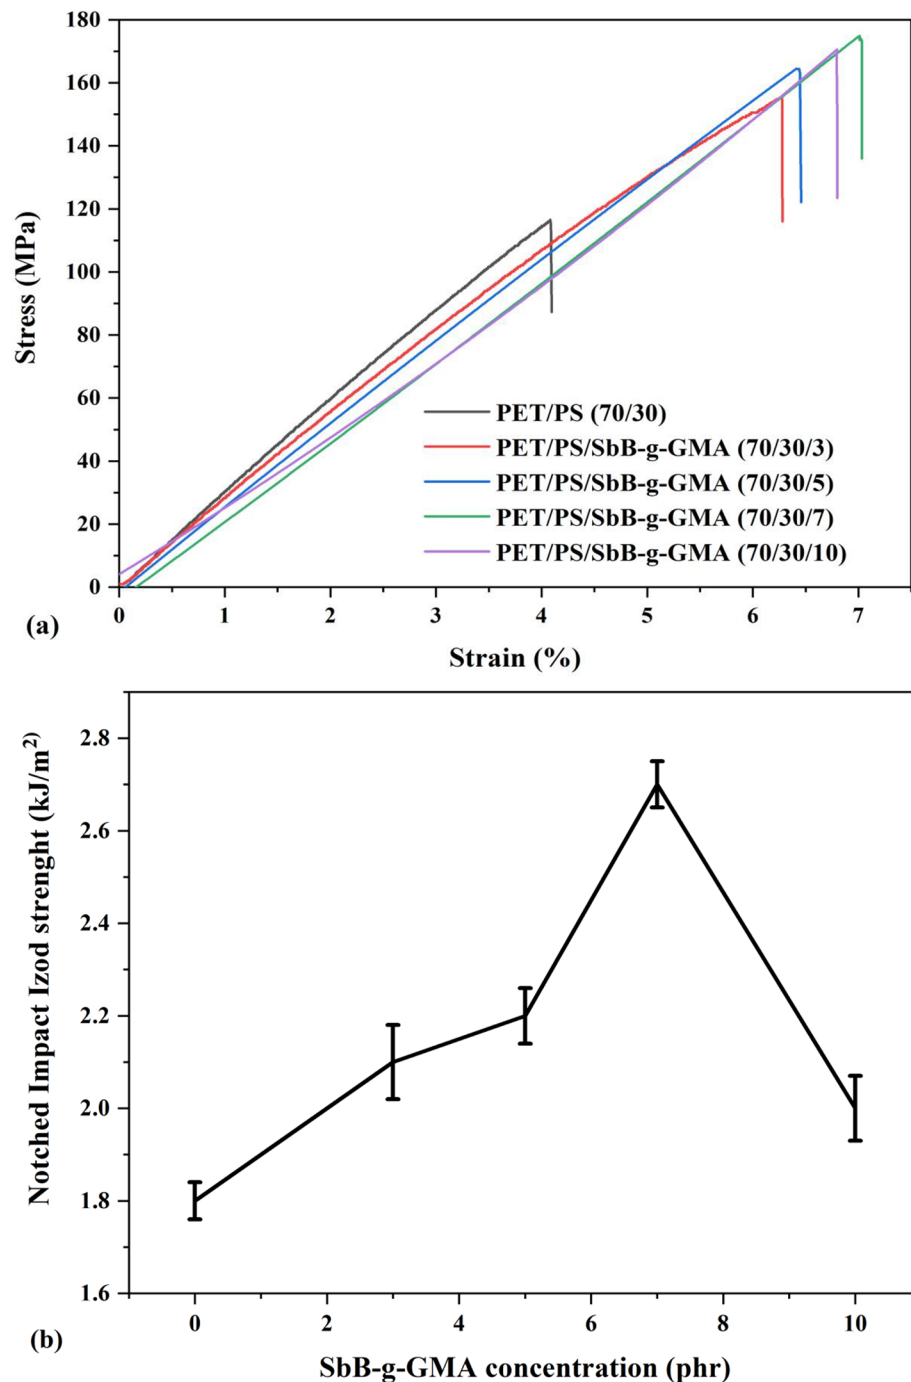 180
160
140
120
100
80
60
40
20
0
Stress (MPa)
PET/PS (70/30)
PET/PS/SbB-g-GMA (70/30/3)
PET/PS/SbB-g-GMA (70/30/5)
PET/PS/SbB-g-GMA (70/30/7)
PET/PS/SbB-g-GMA (70/30/10)
0 1 2 3 4 5 6 7
(a)
Strain (%)
2.8
2.6
2.4
2.2
2.0
1.8
1.6
Notched Impact Izod strenght (kJ/m²)
0 2 4 6 8 10
(b)
SbB-g-GMA concentration (phr)